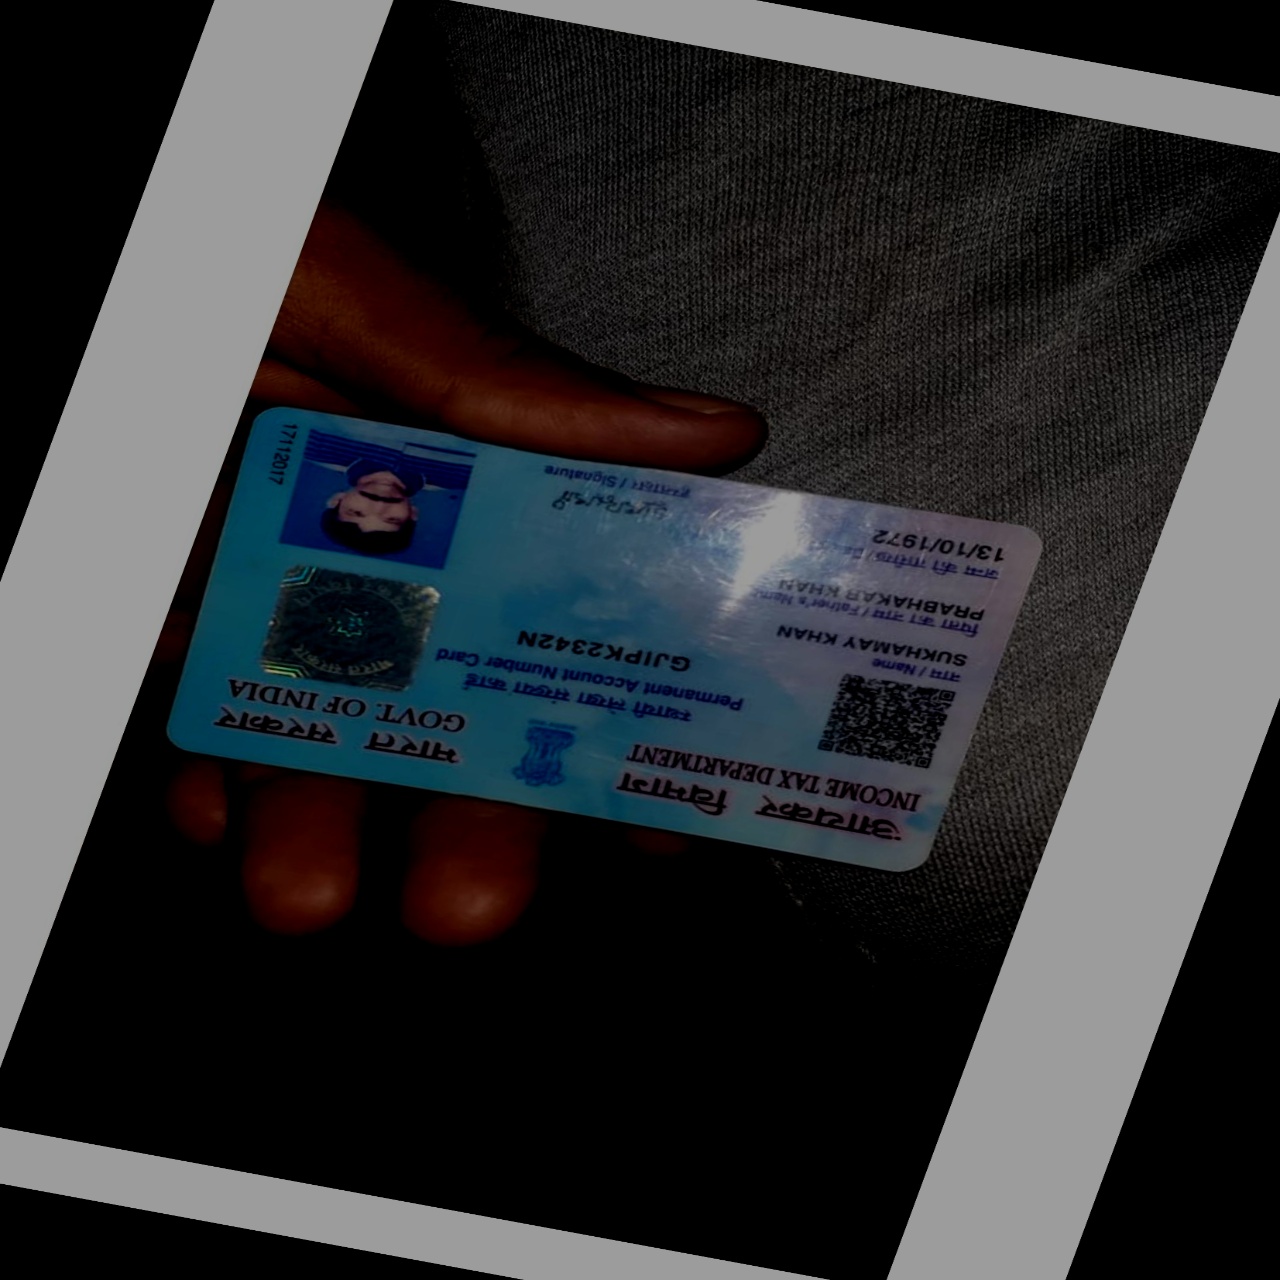 आयकर विभाग
INCOME TAX DEPARTMENT
भारत सरकार
GOVT. OF INDIA
स्थायी लेखा संख्या कार्ड
Permanent Account Number Card
GJIPK2342N
नाम / Name
SUKHAMAY KHAN
पिता का नाम / Father's Name
PRABHAKAR KHAN
जन्म की तारीख /
13/10/1972
हस्ताक्षर / Signature
17112017